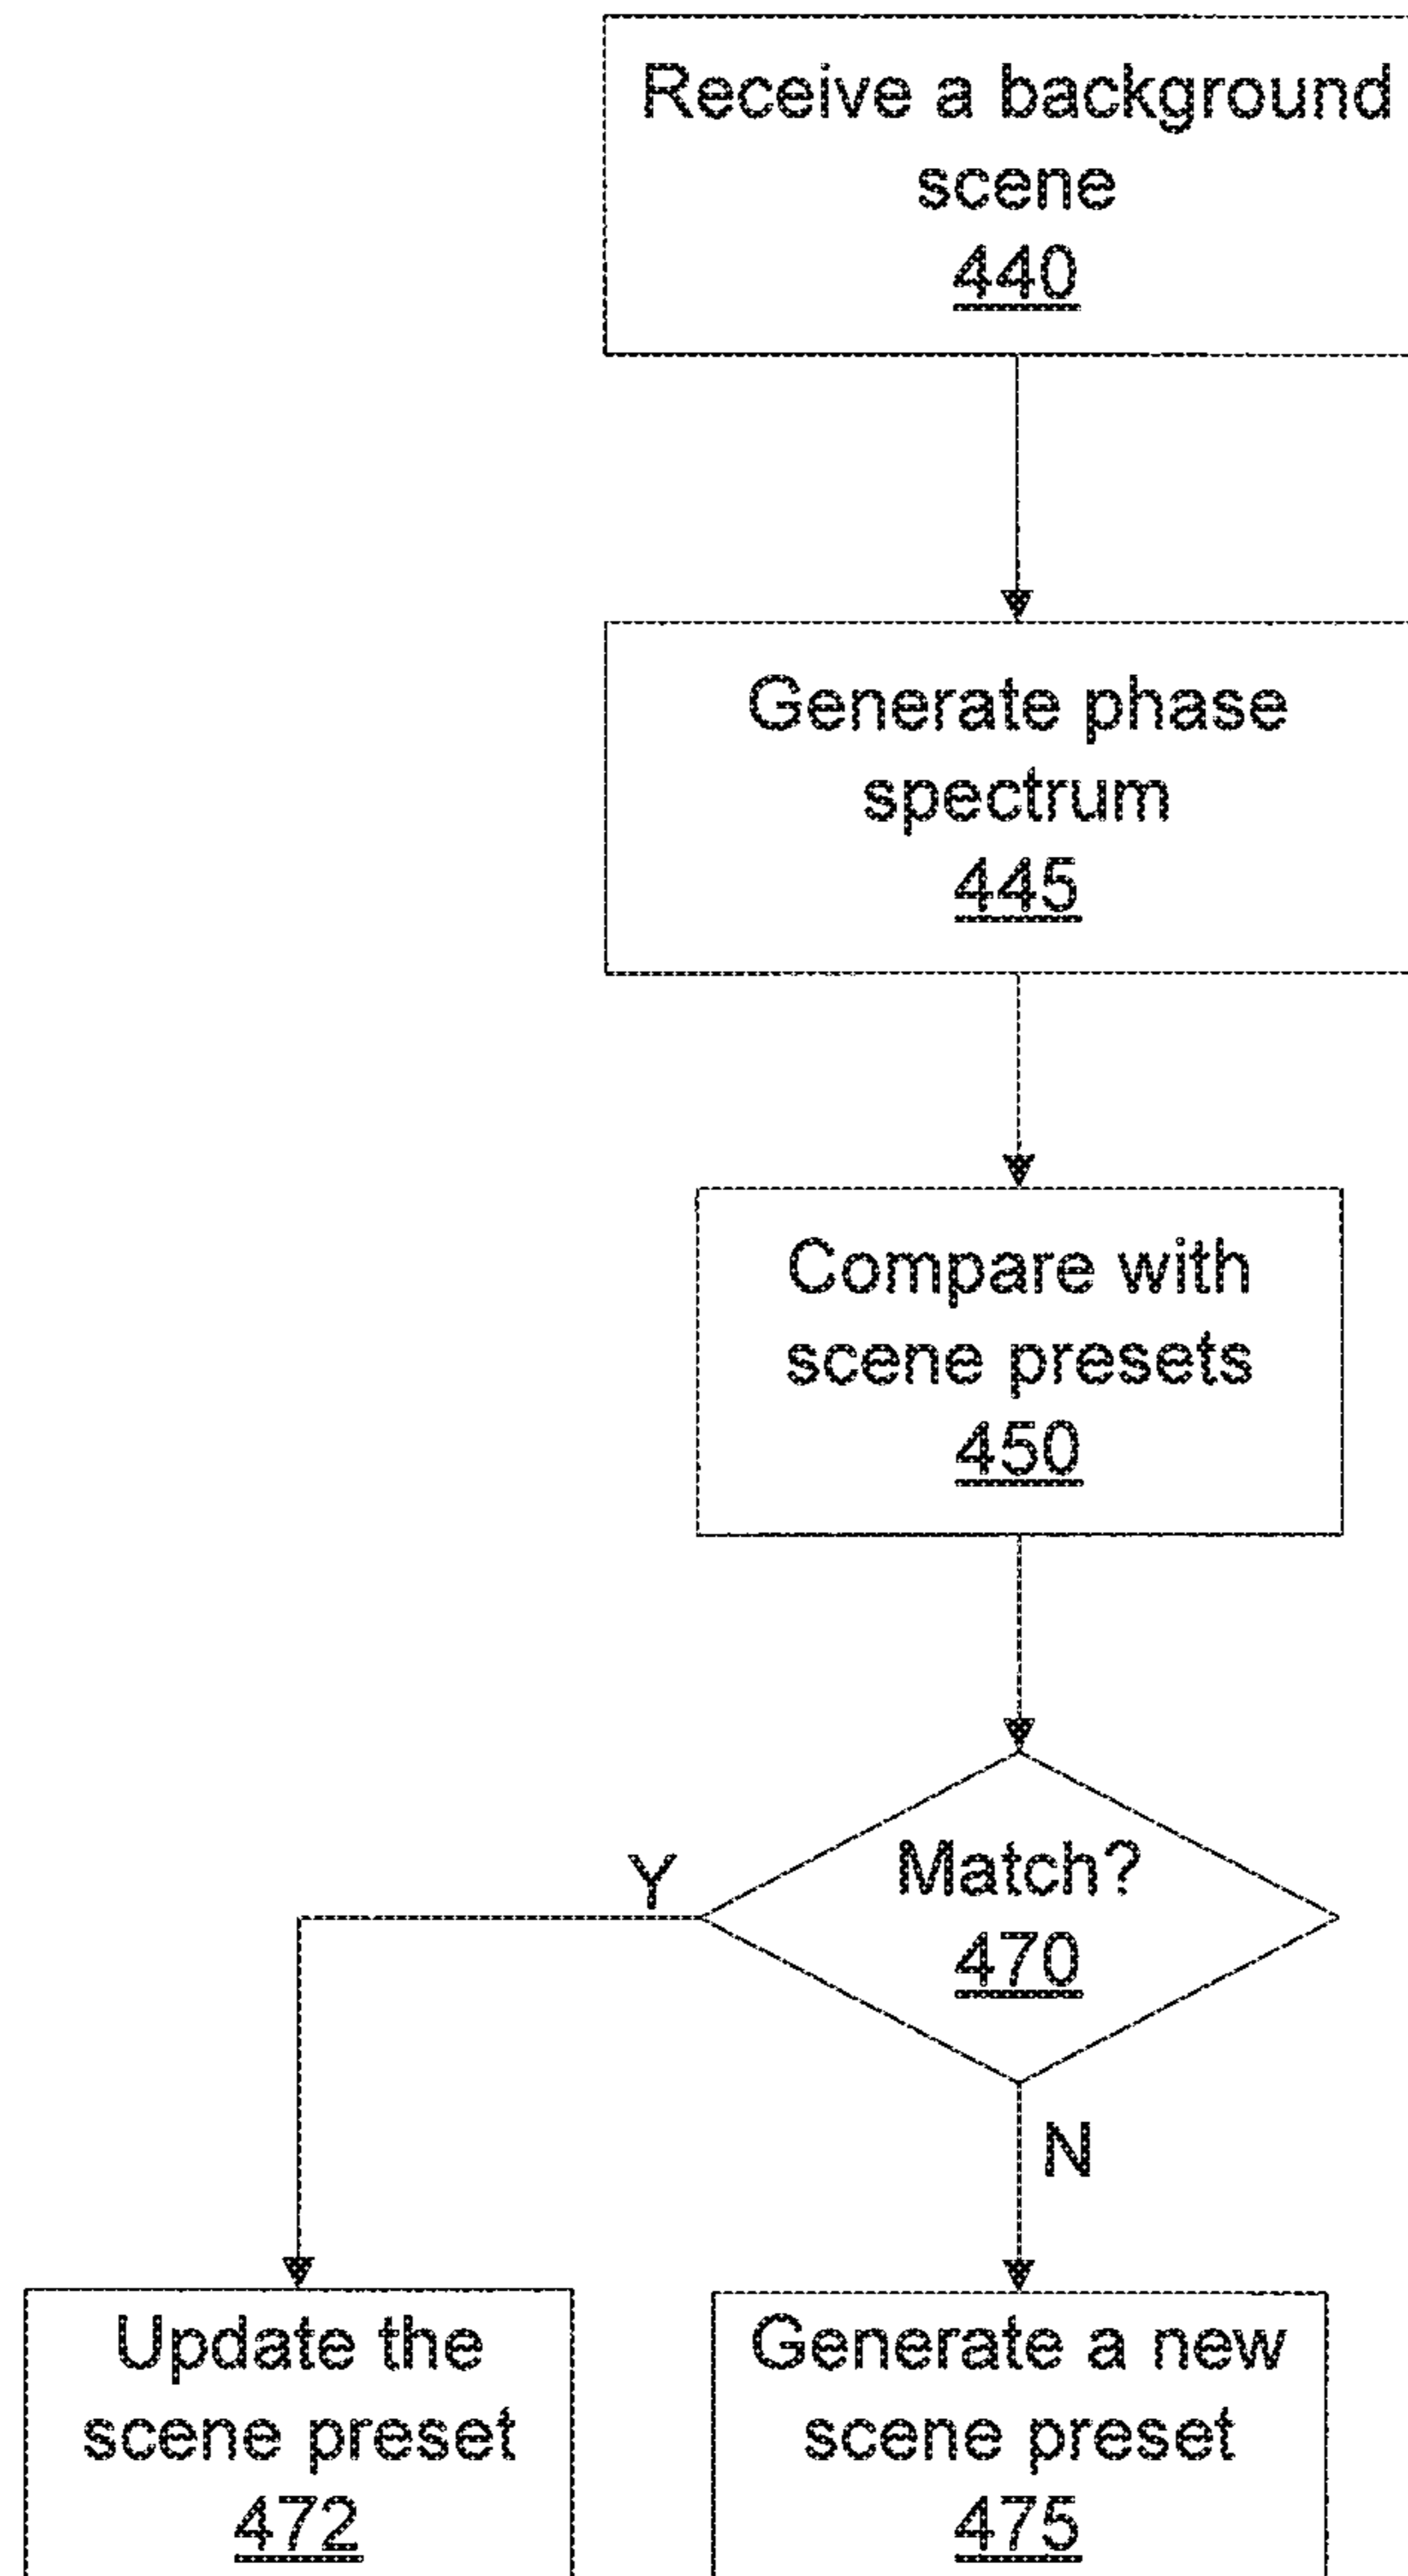 Receive a background
scene
440
Generate phase
spectrum
445
Compare with
scene presets
450
Match?
470
Y
N
Update the
scene preset
472
Generate a new
scene preset
475